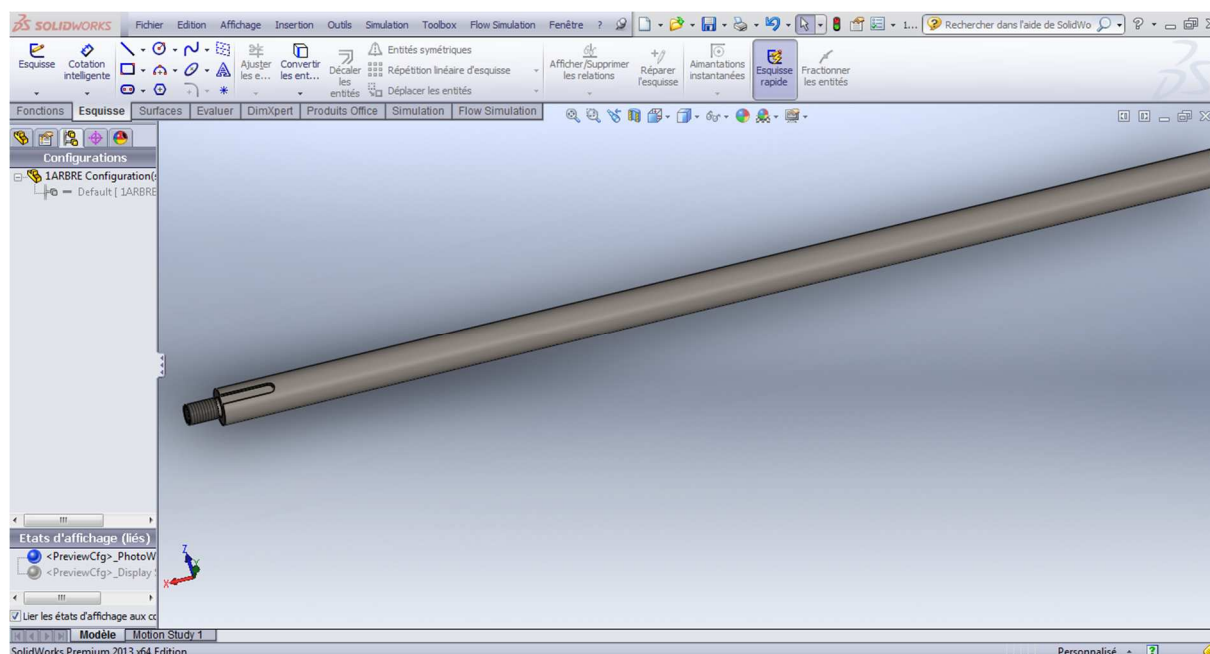 SOLIDWORKS Fichier Edition Affichage Insertion Outils Simulation Toolbox Flow Simulation Fenêtre ? 1... Rechercher dans l'aide de SolidWo
Esquisse Cotation intelligente Ajuster les e... Convertir les ent... Décaler les entités Entités symétriques Afficher/Supprimer les relations Réparer l'esquisse Aimantations instantanées Esquisse rapide Fractionner les entités
Répétition linéaire d'esquisse
Déplacer les entités
Fonctions Esquisse Surfaces Evaluer DimXpert Produits Office Simulation Flow Simulation
Configurations
1ARBRE Configuration(s
Default [ 1ARBRE
Etats d'affichage (liés)
<PreviewCfg>_PhotoW
<PreviewCfg>_Display
Z
Y
X
Lier les états d'affichage aux co
Modèle Motion Study 1
SolidWorks Premium 2013 x64 Edition Personnalisé